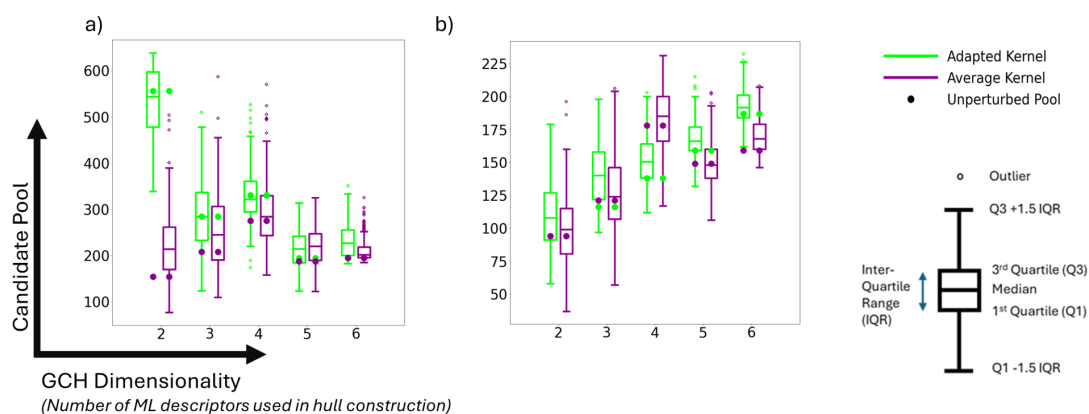 a)
b)
600
500
400
300
200
100
2 3 4 5 6
225
200
175
150
125
100
75
50
2 3 4 5 6
Candidate Pool
GCH Dimensionality
(Number of ML descriptors used in hull construction)
Adapted Kernel
Average Kernel
Unperturbed Pool
Outlier
Q3 +1.5 IQR
Inter-
Quartile
Range
(IQR)
3rd Quartile (Q3)
Median
1st Quartile (Q1)
Q1 -1.5 IQR